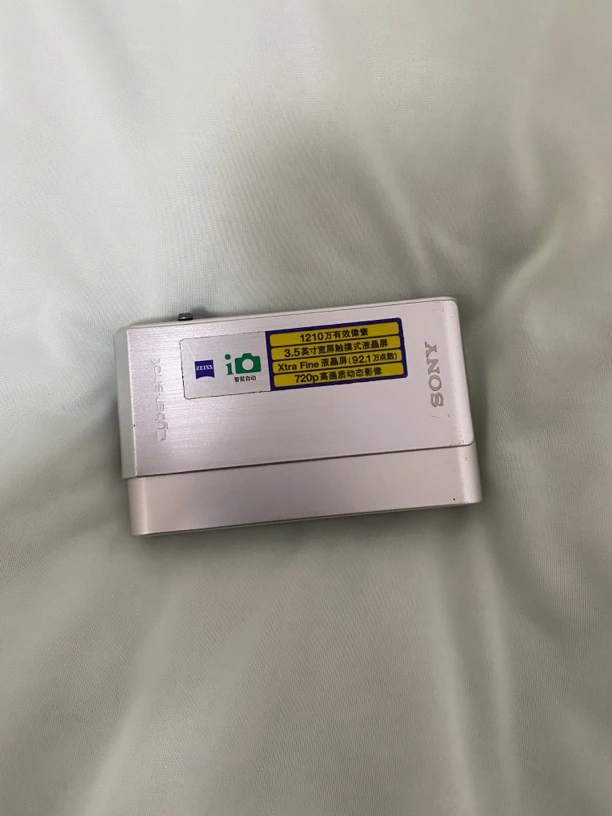 ZEISS
i
智能自动
1210万有效像素
3.5英寸宽屏触摸式液晶屏
Xtra Fine 液晶屏(92.1万点数)
720p高画质动态影像
SONY
Cyber-shot